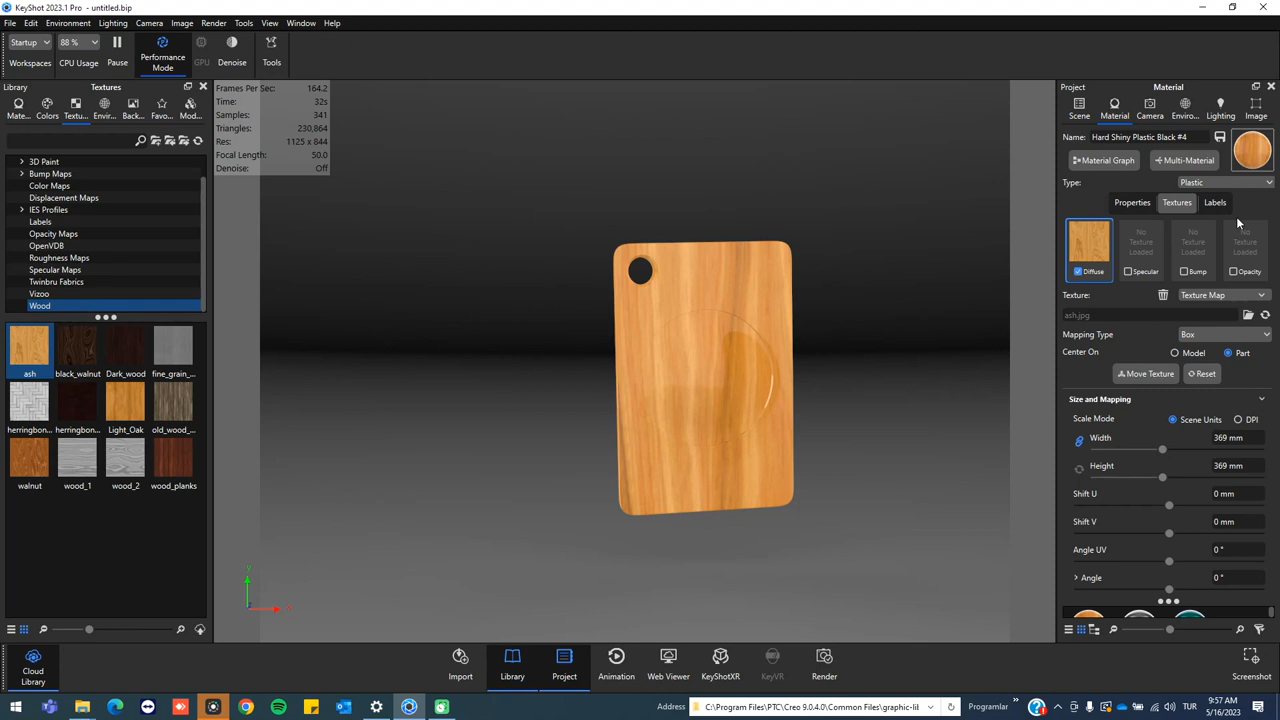 KeyShot 2023.1 Pro - untitled.bip
File Edit Environment Lighting Camera Image Render Tools View Window Help
Startup 88 %
Workspaces CPU Usage Pause Performance Mode GPU Denoise Tools
Library Textures
Mate... Colors Textu... Envir... Back... Favo... Mod...
3D Paint
Bump Maps
Color Maps
Displacement Maps
IES Profiles
Labels
Opacity Maps
OpenVDB
Roughness Maps
Specular Maps
Twinbru Fabrics
Vizoo
Wood
ash black_walnut Dark_wood fine_grain_...
herringbon... herringbon... Light_Oak old_wood_...
walnut wood_1 wood_2 wood_planks
Frames Per Sec: 164.2
Time: 32s
Samples: 341
Triangles: 230,864
Res: 1125 x 844
Focal Length: 50.0
Denoise: Off
Y
X
Project Material
Scene Material Camera Enviro... Lighting Image
Name: Hard Shiny Plastic Black #4
Material Graph Multi-Material
Type: Plastic
Properties Textures Labels
No Texture Loaded No Texture Loaded No Texture Loaded
Diffuse Specular Bump Opacity
Texture: Texture Map
ash.jpg
Mapping Type Box
Center On Model Part
Move Texture Reset
Size and Mapping
Scale Mode Scene Units DPI
Width 369 mm
Height 369 mm
Shift U 0 mm
Shift V 0 mm
Angle UV 0 °
Angle 0 °
Cloud Library Import Library Project Animation Web Viewer KeyShotXR KeyVR Render Screenshot
Address C:\Program Files\PTC\Creo 9.0.4.0\Common Files\graphic-lib Programlar TUR 9:57 AM
5/16/2023